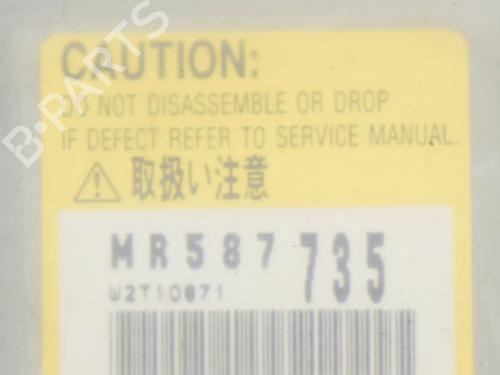 CAUTION:
DO NOT DISASSEMBLE OR DROP
IF DEFECT REFER TO SERVICE MANUAL.
⚠ 取扱い注意
MR587735
W2T10671
B-PARTS